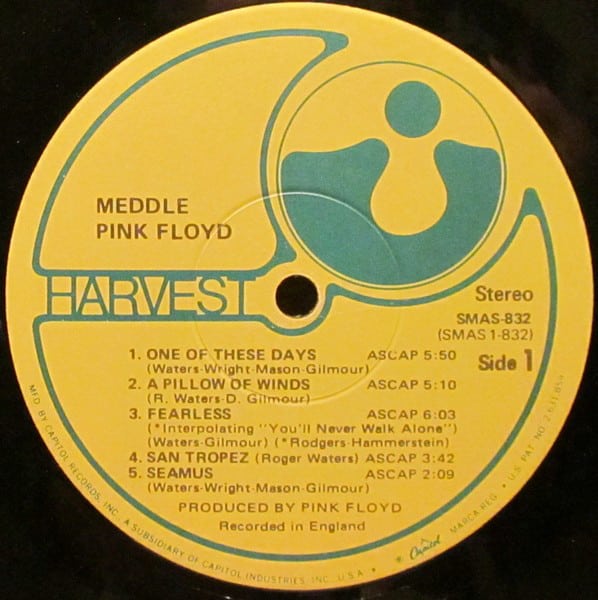 MEDDLE
PINK FLOYD
HARVEST
Stereo
SMAS-832
(SMAS 1-832)
Side 1
1. ONE OF THESE DAYS ASCAP 5:50
(Waters-Wright-Mason-Gilmour)
2. A PILLOW OF WINDS ASCAP 5:10
(R. Waters-D. Gilmour)
3. FEARLESS ASCAP 6:03
(*Interpolating "You'll Never Walk Alone")
(Waters-Gilmour) (*Rodgers-Hammerstein)
4. SAN TROPEZ (Roger Waters) ASCAP 3:42
5. SEAMUS ASCAP 2:09
(Waters-Wright-Mason-Gilmour)
PRODUCED BY PINK FLOYD
Recorded in England
MFD. BY CAPITOL RECORDS, INC. A SUBSIDIARY OF CAPITOL INDUSTRIES, INC., U.S.A. • ® Capitol MARCA REG. • U.S. PAT. NO. 2,631,859